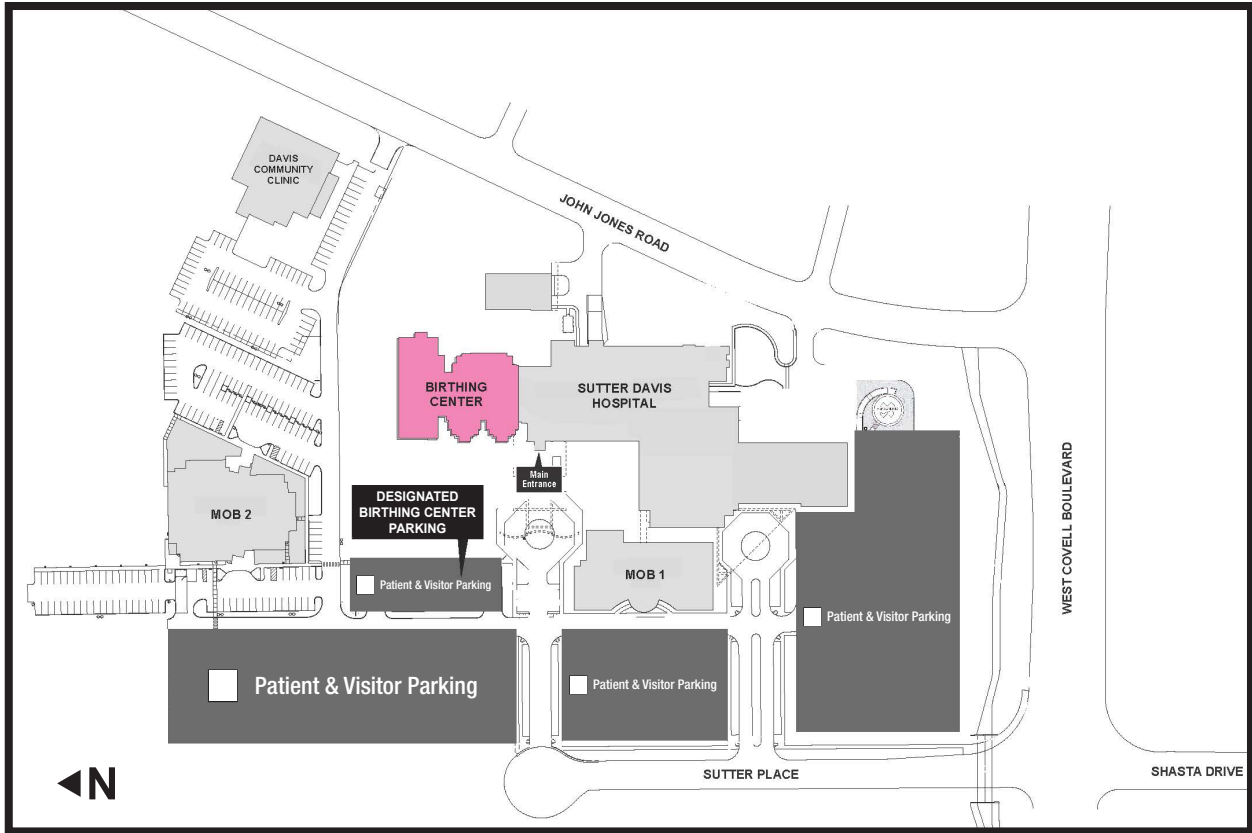 DAVIS
COMMUNITY
CLINIC
JOHN JONES ROAD
BIRTHING
CENTER
SUTTER DAVIS
HOSPITAL
Main
Entrance
DESIGNATED
BIRTHING CENTER
PARKING
MOB 2
MOB 1
Patient & Visitor Parking
Patient & Visitor Parking
Patient & Visitor Parking
Patient & Visitor Parking
WEST COVELL BOULEVARD
SUTTER PLACE
SHASTA DRIVE
N